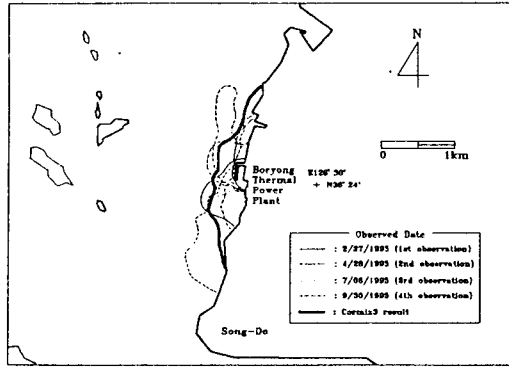 N
0 1km
Boryong
Thermal
Power
Plant
E126° 30'
+ N36° 24'
Observed Date
: 2/27/1995 (1st observation)
: 4/28/1995 (2nd observation)
: 7/06/1995 (3rd observation)
: 9/30/1995 (4th observation)
: Cormix3 result
Song-Do